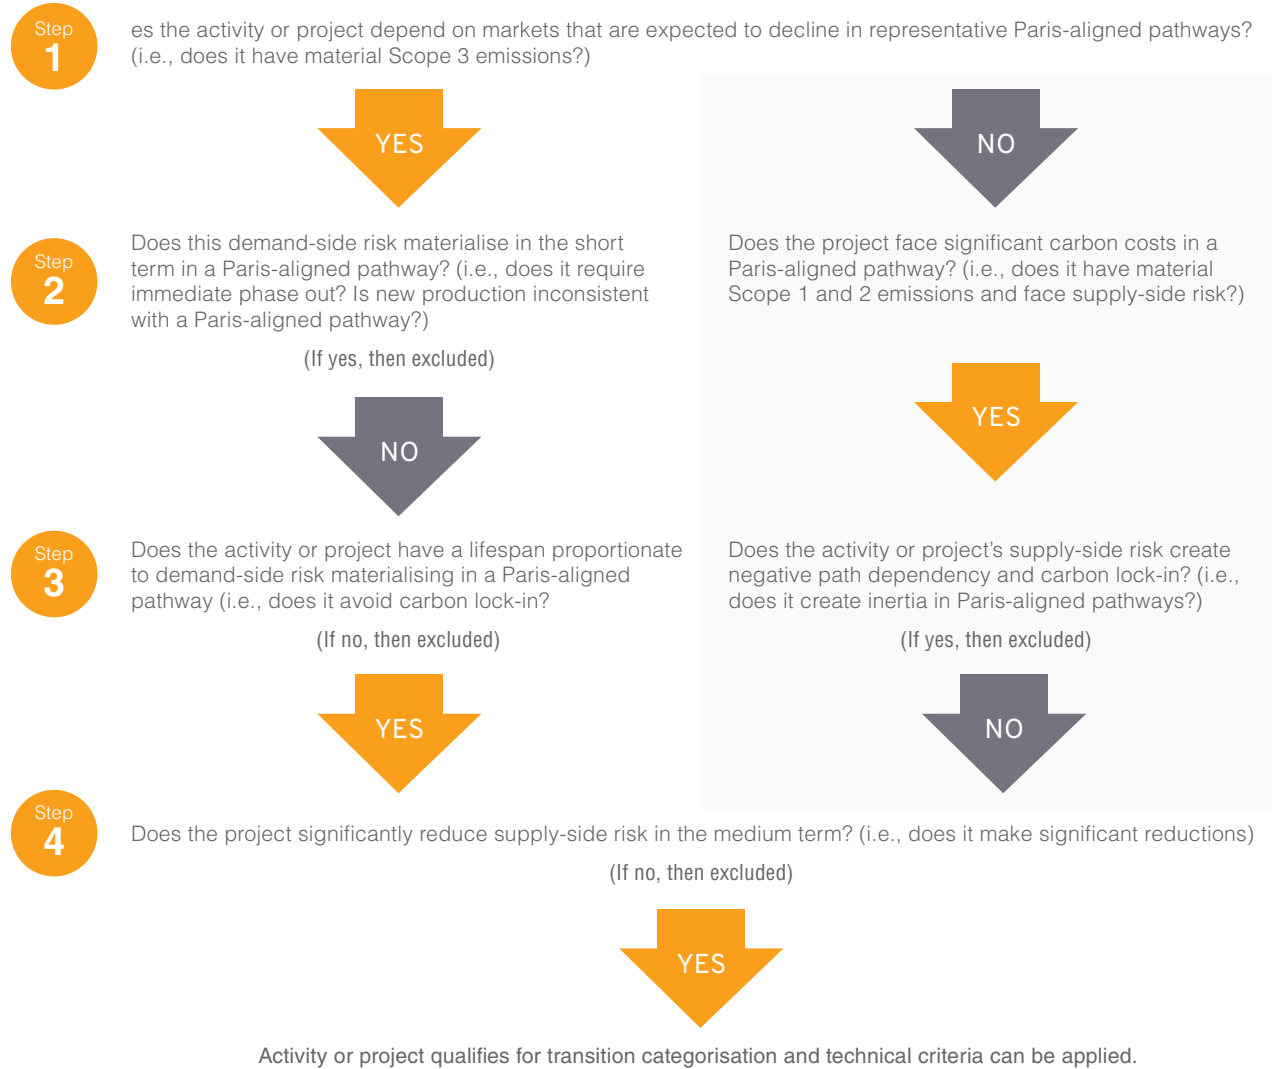 Step
1
es the activity or project depend on markets that are expected to decline in representative Paris-aligned pathways?
(i.e., does it have material Scope 3 emissions?)
YES
NO
Step
2
Does this demand-side risk materialise in the short
term in a Paris-aligned pathway? (i.e., does it require
immediate phase out? Is new production inconsistent
with a Paris-aligned pathway?)
(If yes, then excluded)
Does the project face significant carbon costs in a
Paris-aligned pathway? (i.e., does it have material
Scope 1 and 2 emissions and face supply-side risk?)
NO
YES
Step
3
Does the activity or project have a lifespan proportionate
to demand-side risk materialising in a Paris-aligned
pathway (i.e., does it avoid carbon lock-in?
(If no, then excluded)
Does the activity or project’s supply-side risk create
negative path dependency and carbon lock-in? (i.e.,
does it create inertia in Paris-aligned pathways?)
(If yes, then excluded)
YES
NO
Step
4
Does the project significantly reduce supply-side risk in the medium term? (i.e., does it make significant reductions)
(If no, then excluded)
YES
Activity or project qualifies for transition categorisation and technical criteria can be applied.